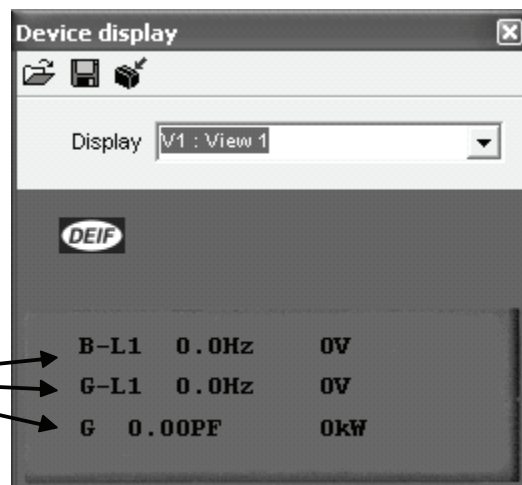 Device display
Display V1 : View 1
DEIF
B-L1 0.0Hz 0V
G-L1 0.0Hz 0V
G 0.00PF 0kW